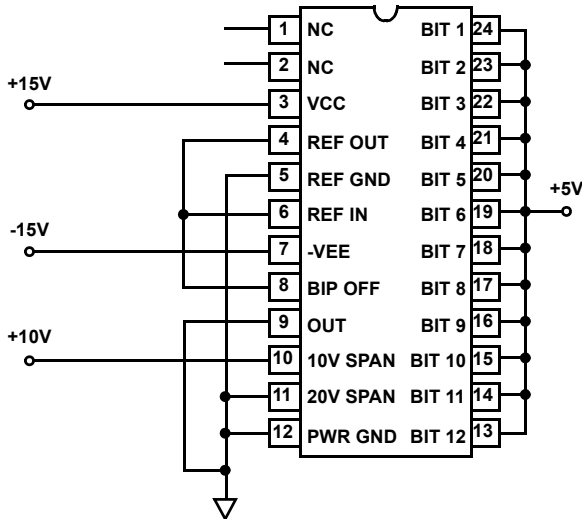 1 NC BIT 1 24
2 NC BIT 2 23
+15V
3 VCC BIT 3 22
4 REF OUT BIT 4 21
5 REF GND BIT 5 20
+5V
6 REF IN BIT 6 19
-15V
7 -VEE BIT 7 18
8 BIP OFF BIT 8 17
9 OUT BIT 9 16
+10V
10 10V SPAN BIT 10 15
11 20V SPAN BIT 11 14
12 PWR GND BIT 12 13